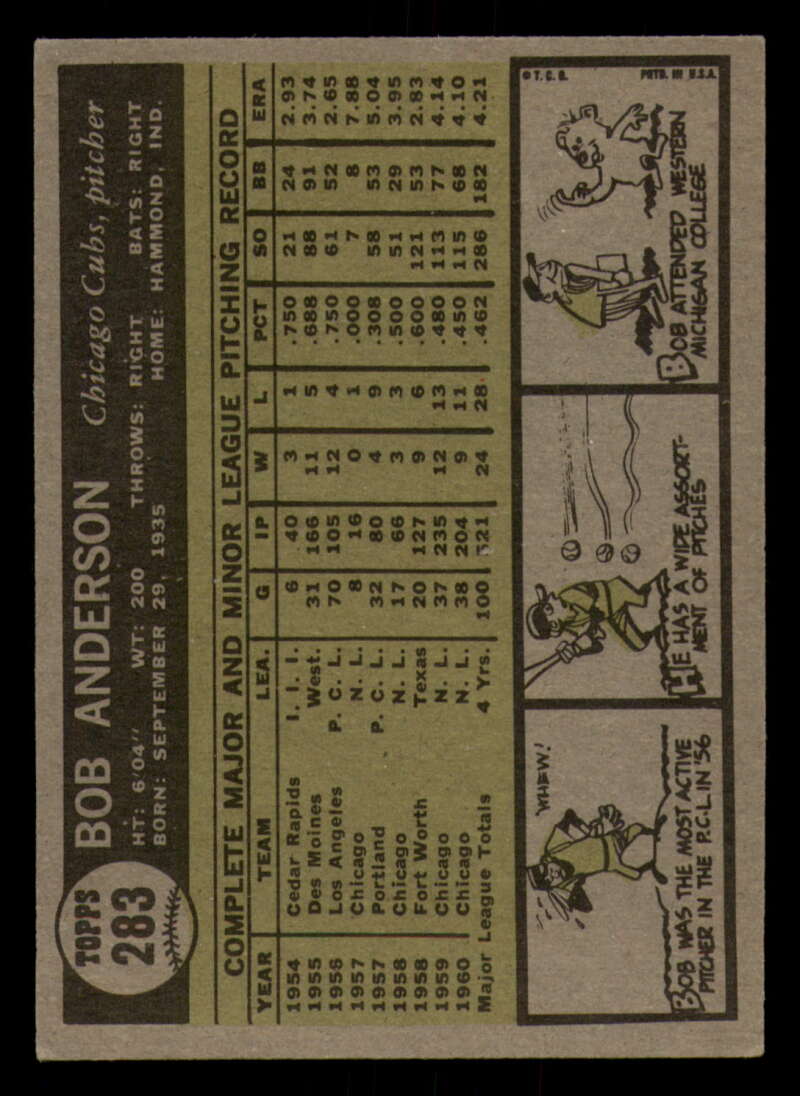 TOPPS
283
BOB ANDERSON Chicago Cubs, pitcher
HT: 6'04" WT: 200 THROWS: RIGHT BATS: RIGHT
BORN: SEPTEMBER 29, 1935 HOME: HAMMOND, IND.
COMPLETE MAJOR AND MINOR LEAGUE PITCHING RECORD
YEAR TEAM LEA. G IP W L PCT SO BB ERA
1954 Cedar Rapids I. I. I. 6 40 3 1 .750 21 24 2.93
1955 Des Moines West. 31 166 11 5 .688 88 91 3.74
1956 Los Angeles P. C. L. 70 105 12 4 .750 61 52 2.65
1957 Chicago N. L. 8 16 0 1 .000 7 8 7.88
1957 Portland P. C. L. 32 80 4 9 .308 58 53 5.04
1958 Chicago N. L. 17 66 3 3 .500 51 29 3.95
1958 Fort Worth Texas 20 127 9 6 .600 121 53 2.83
1959 Chicago N. L. 37 235 12 13 .480 113 77 4.14
1960 Chicago N. L. 38 204 9 11 .450 115 68 4.10
Major League Totals 4 Yrs. 100 521 24 28 .462 286 182 4.21
WHEW!
BOB WAS THE MOST ACTIVE
PITCHER IN THE P.C.L. IN '56
HE HAS A WIDE ASSORT-
MENT OF PITCHES
BOB ATTENDED WESTERN
MICHIGAN COLLEGE
© T. C. G. PRTD. IN U.S.A.